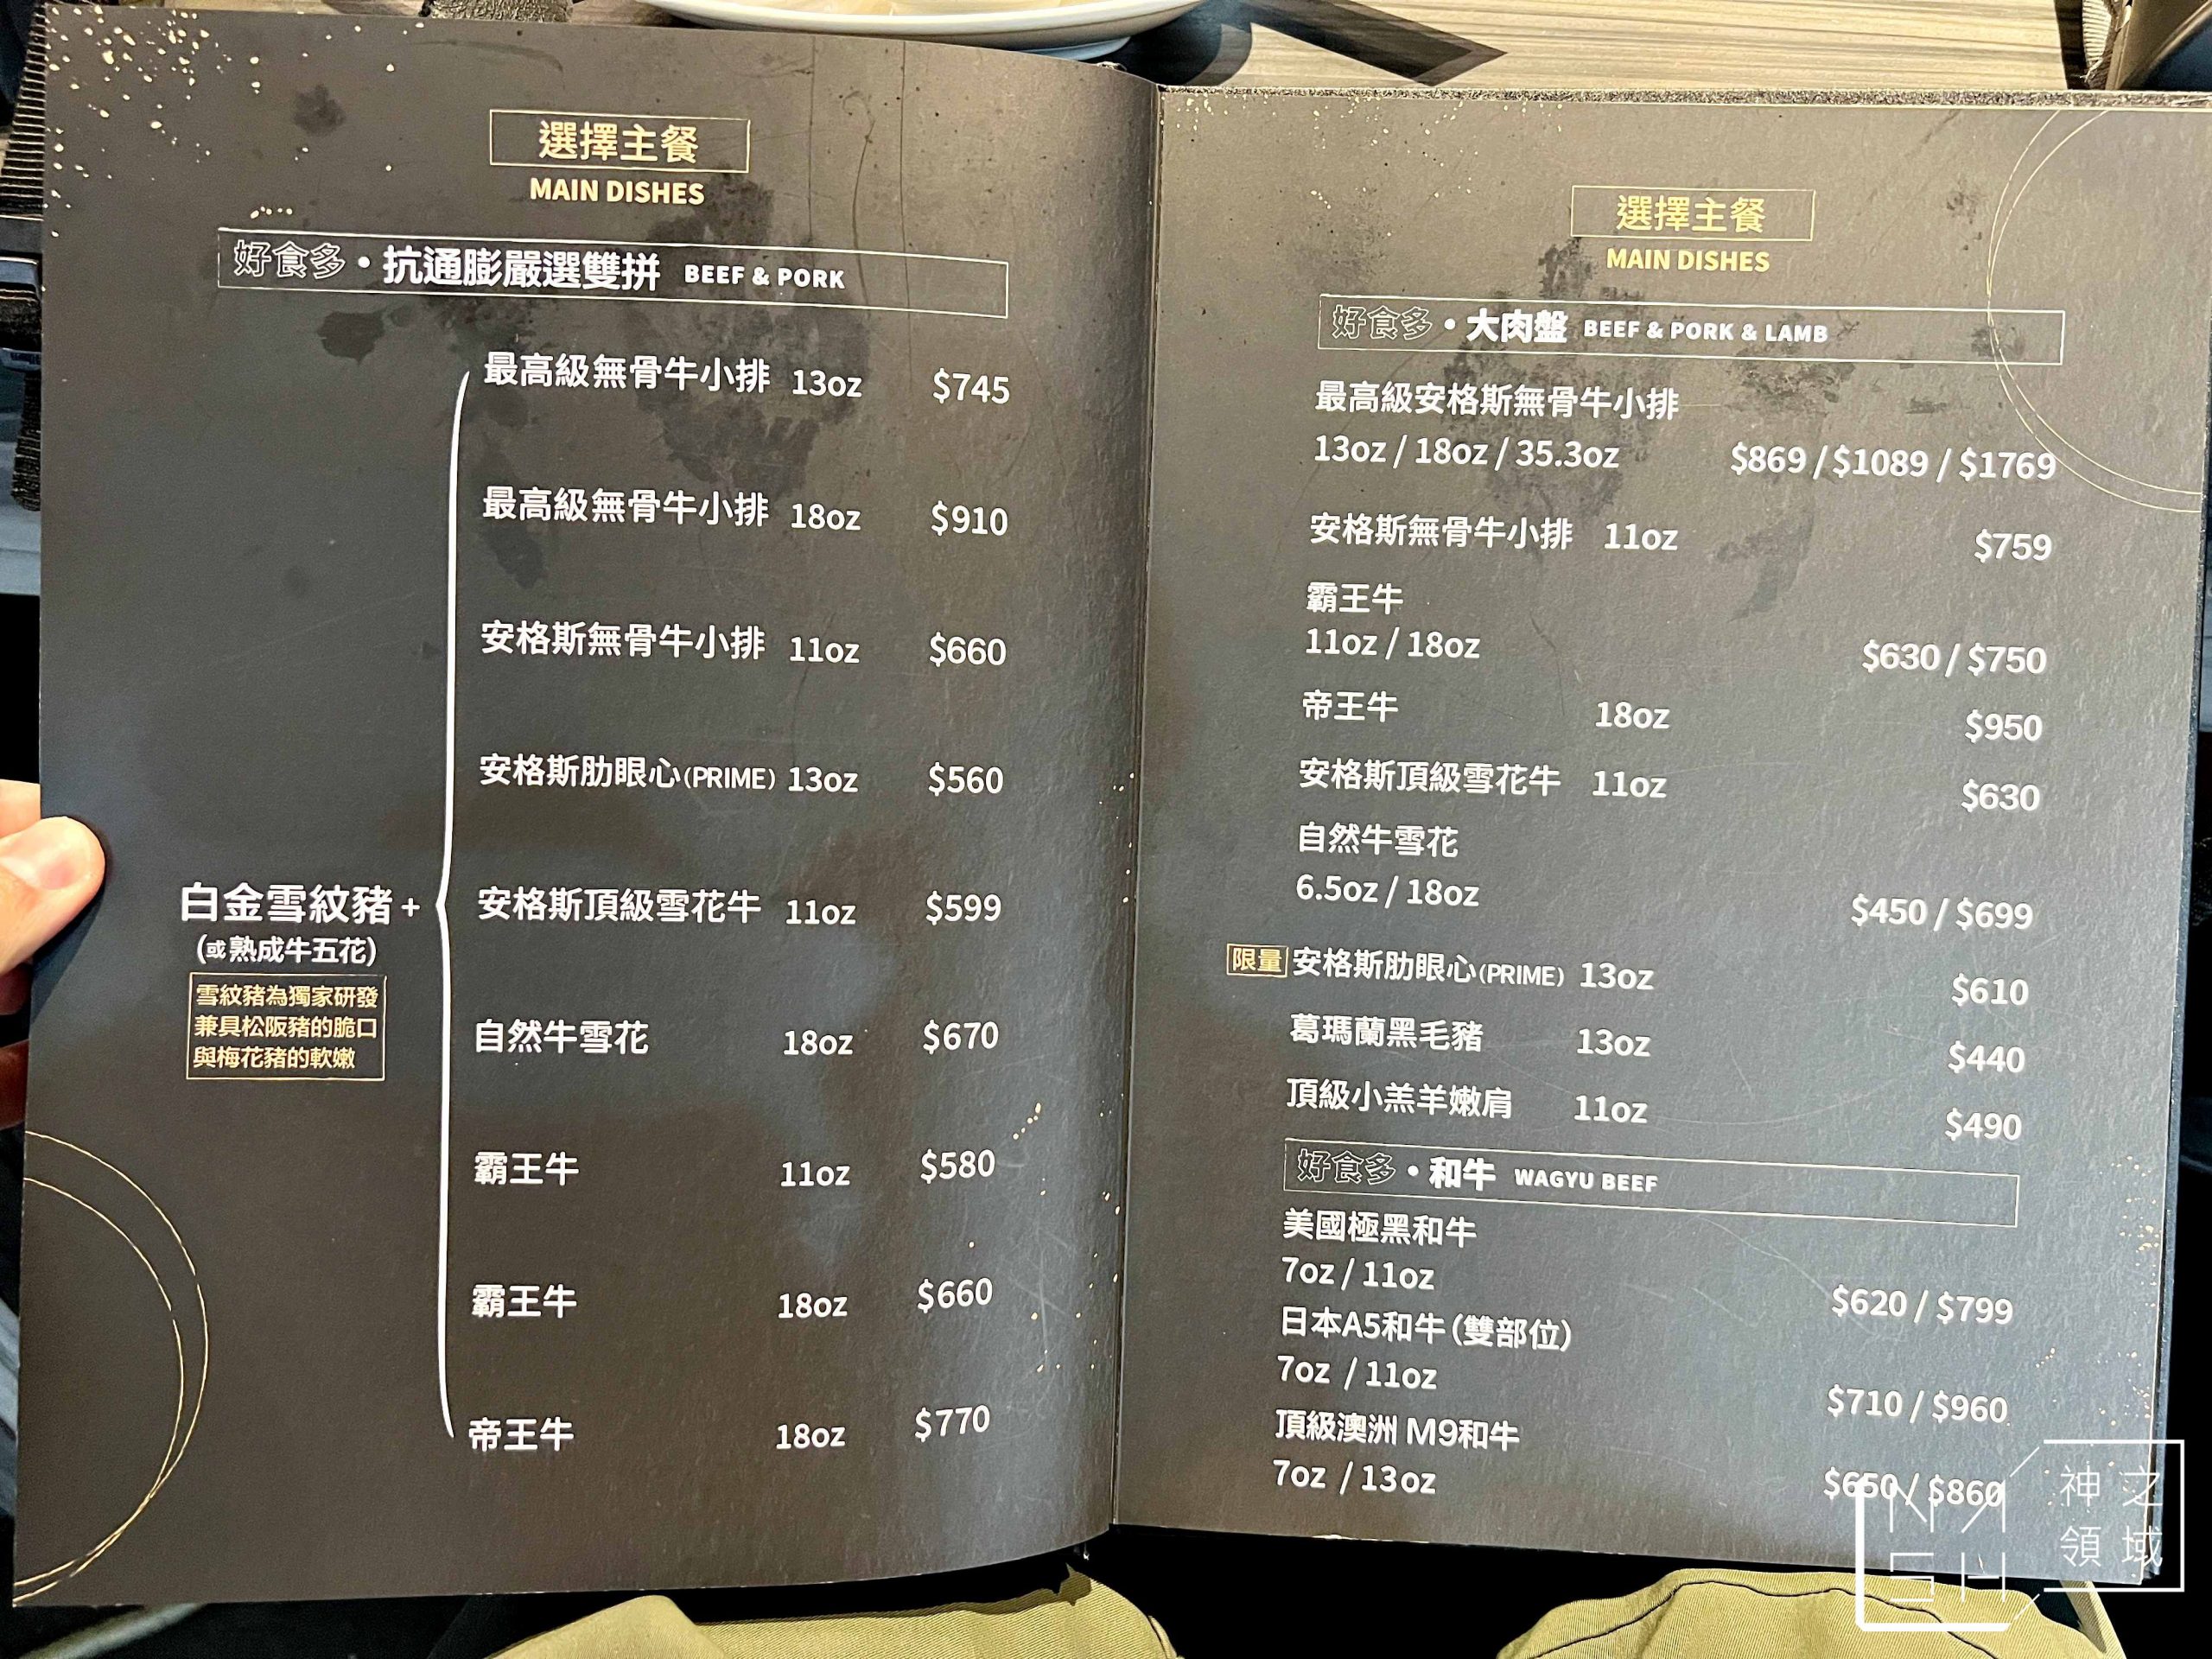 選擇主餐
MAIN DISHES
好食多・抗通膨嚴選雙拼 BEEF & PORK
最高級無骨牛小排 13oz $745
最高級無骨牛小排 18oz $910
安格斯無骨牛小排 11oz $660
安格斯肋眼心(PRIME) 13oz $560
安格斯頂級雪花牛 11oz $599
白金雪紋豬+
(或熟成牛五花)
雪紋豬為獨家研發
兼具松阪豬的脆口
與梅花豬的軟嫩
自然牛雪花 18oz $670
霸王牛 11oz $580
霸王牛 18oz $660
帝王牛 18oz $770
選擇主餐
MAIN DISHES
好食多・大肉盤 BEEF & PORK & LAMB
最高級安格斯無骨牛小排
13oz / 18oz / 35.3oz $869 / $1089 / $1769
安格斯無骨牛小排 11oz $759
霸王牛
11oz / 18oz $630 / $750
帝王牛 18oz $950
安格斯頂級雪花牛 11oz $630
自然牛雪花
6.5oz / 18oz $450 / $699
限量 安格斯肋眼心(PRIME) 13oz $610
葛瑪蘭黑毛豬 13oz $440
頂級小羔羊嫩肩 11oz $490
好食多・和牛 WAGYU BEEF
美國極黑和牛
7oz / 11oz $620 / $799
日本A5和牛(雙部位)
7oz / 11oz $710 / $960
頂級澳洲 M9和牛
7oz / 13oz $650 / $860
神之
領域